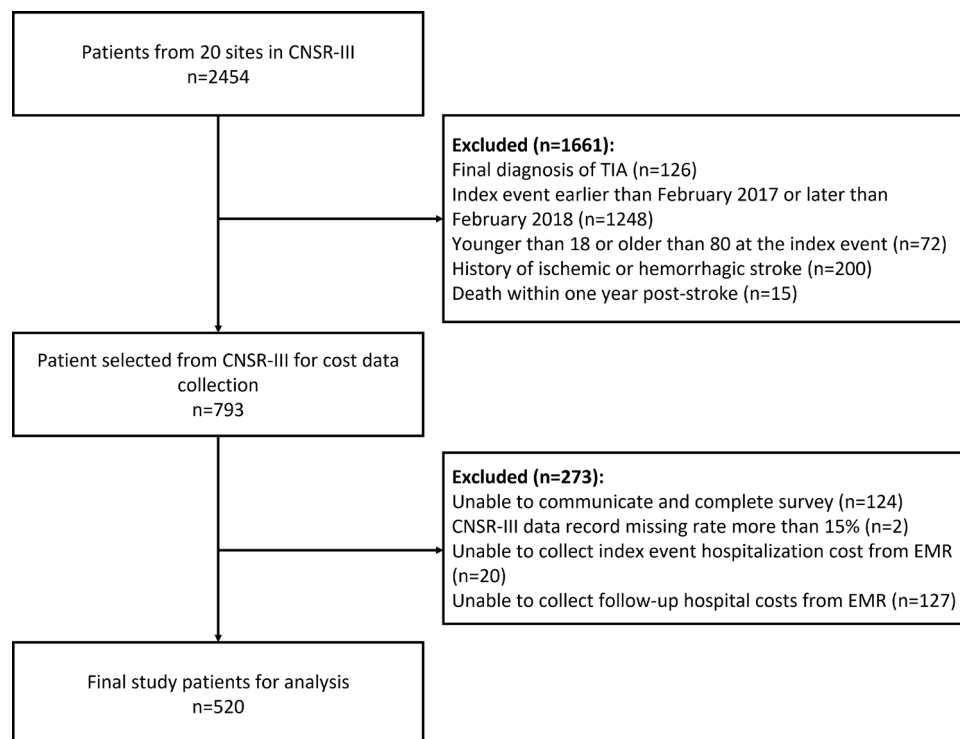 Patients from 20 sites in CNSR-III
n=2454
Excluded (n=1661):
Final diagnosis of TIA (n=126)
Index event earlier than February 2017 or later than
February 2018 (n=1248)
Younger than 18 or older than 80 at the index event (n=72)
History of ischemic or hemorrhagic stroke (n=200)
Death within one year post-stroke (n=15)
Patient selected from CNSR-III for cost data
collection
n=793
Excluded (n=273):
Unable to communicate and complete survey (n=124)
CNSR-III data record missing rate more than 15% (n=2)
Unable to collect index event hospitalization cost from EMR
(n=20)
Unable to collect follow-up hospital costs from EMR (n=127)
Final study patients for analysis
n=520